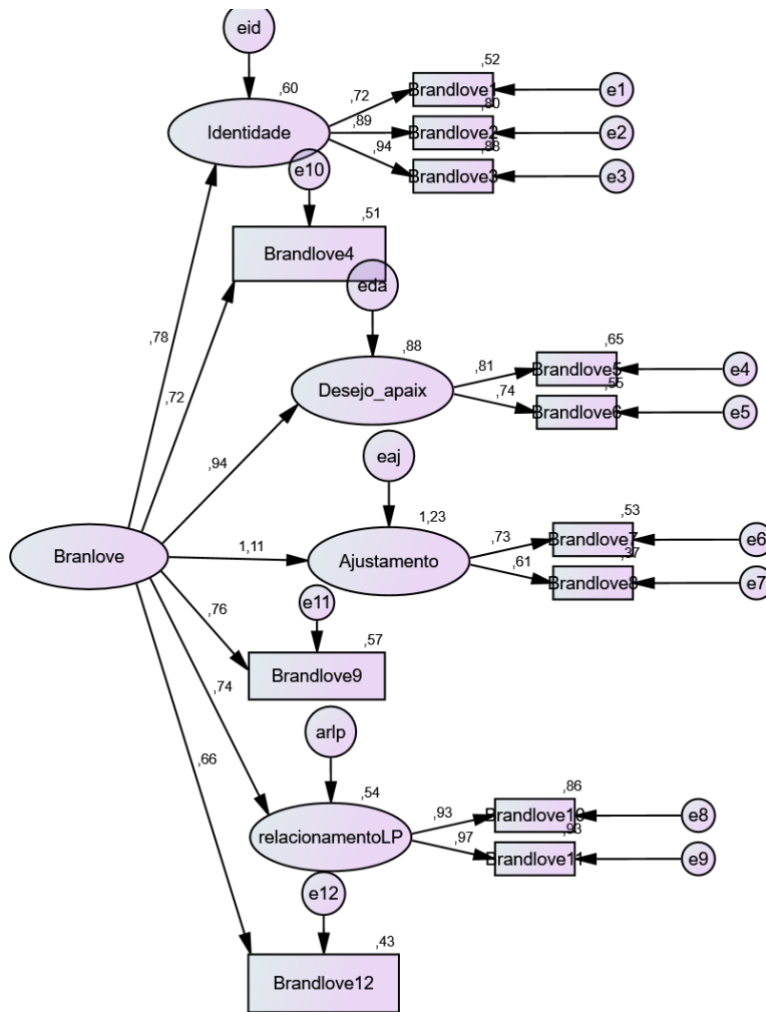 eid
,60
Identidade
,72
,89
,94
,52
Brandlove1
,80
Brandlove2
,88
Brandlove3
e1
e2
e3
e10
,51
Brandlove4
eda
,78
,72
,88
Desejo_apaix
,81
,74
,65
Brandlove5
,55
Brandlove6
e4
e5
,94
eaj
1,23
Branlove
1,11
Ajustamento
,73
,61
,53
Brandlove7
,37
Brandlove8
e6
e7
e11
,76
,57
Brandlove9
,74
arlp
,66
,54
relacionamentoLP
,93
,97
,86
Brandlove10
,93
Brandlove11
e8
e9
e12
,43
Brandlove12